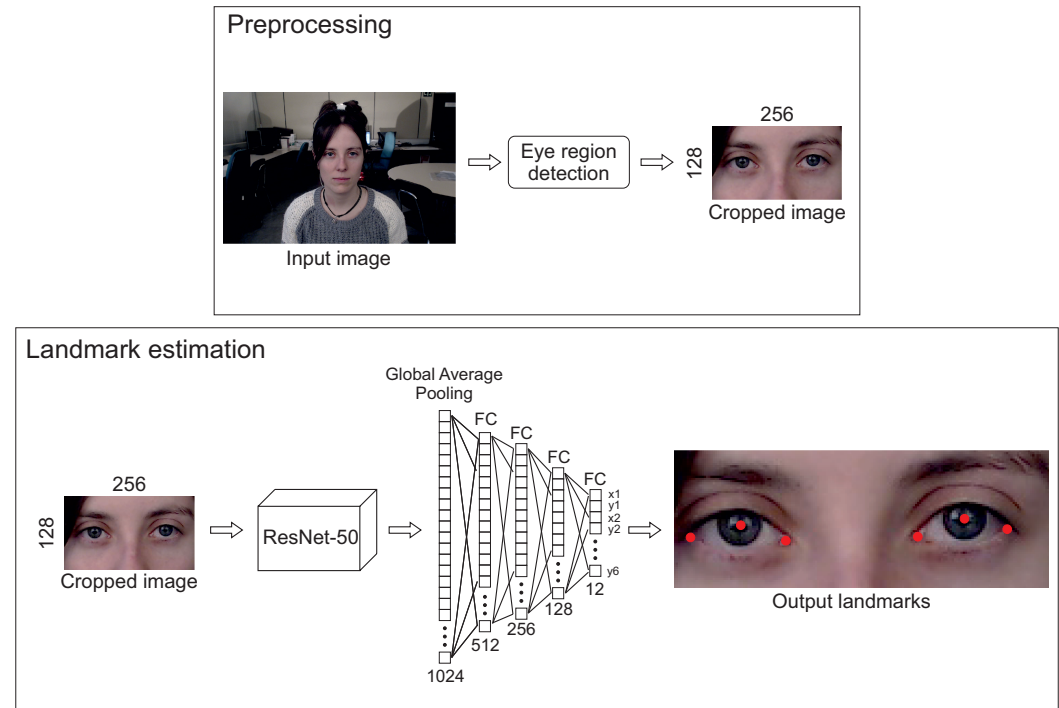 Preprocessing
Input image
Eye region
detection
256
128
Cropped image
Landmark estimation
256
128
Cropped image
ResNet-50
Global Average
Pooling
1024
FC
512
FC
256
FC
128
FC
x1
y1
x2
y2
y6
12
Output landmarks